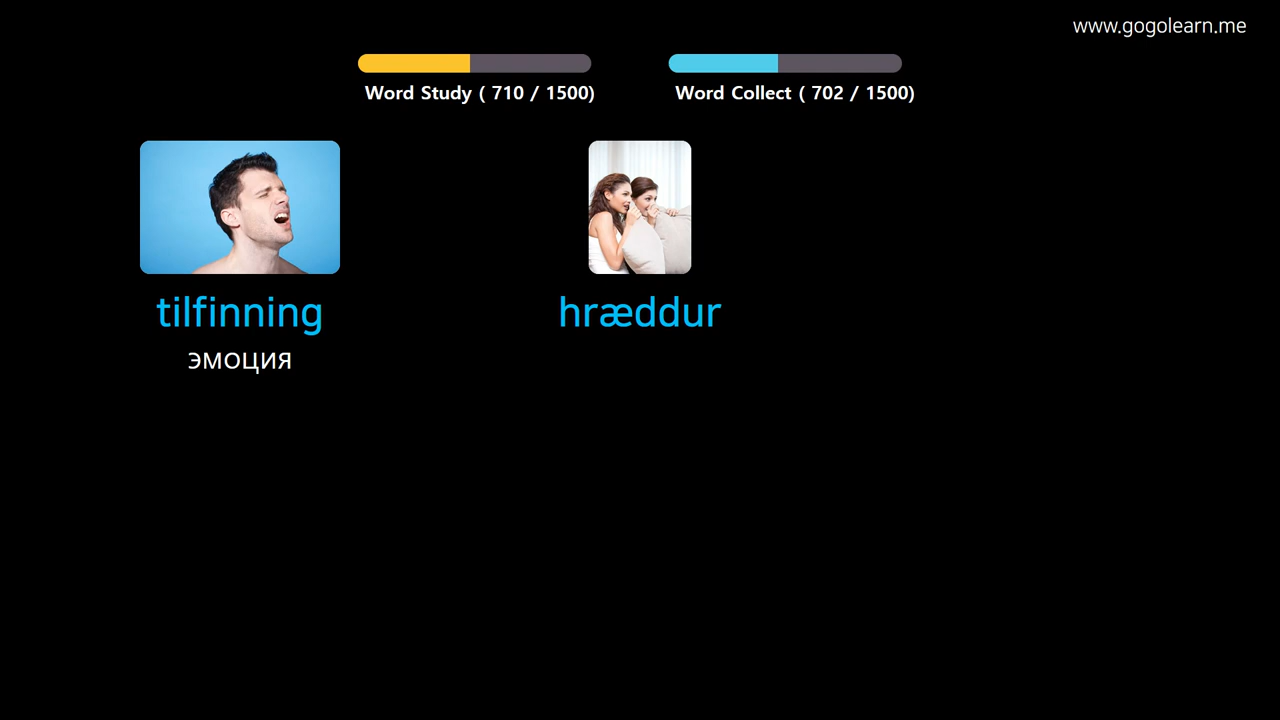 www.gogolearn.me
Word Study ( 710 / 1500)
Word Collect ( 702 / 1500)
tilfinning
hræddur
эмоция